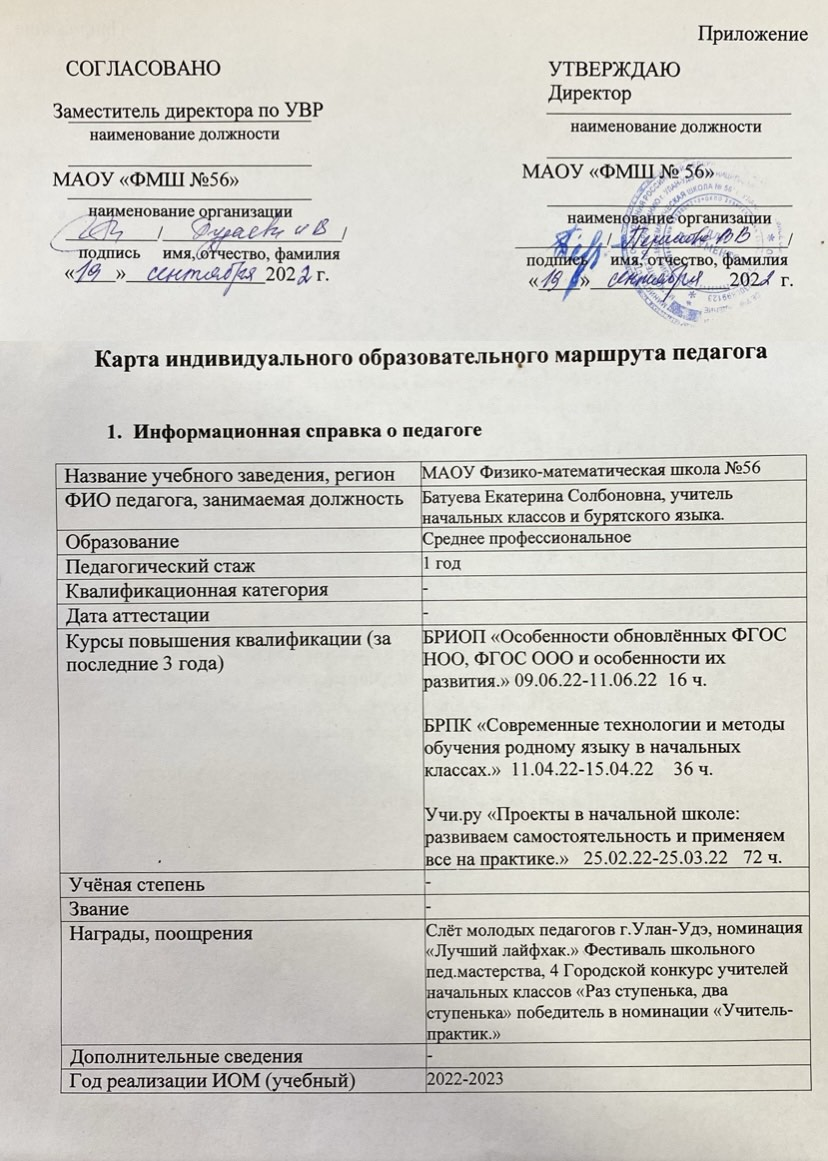 Приложение
СОГЛАСОВАНО
Заместитель директора по УВР
наименование должности
МАОУ «ФМШ №56»
наименование организации
/ /
подпись имя, отчество, фамилия
«19 » сентября 2022 г.
УТВЕРЖДАЮ
Директор
наименование должности
МАОУ «ФМШ № 56»
наименование организации
/ В В /
подпись имя, отчество, фамилия
«19 » сентября 2022 г.
Карта индивидуального образовательного маршрута педагога
1. Информационная справка о педагоге
Название учебного заведения, регион
МАОУ Физико-математическая школа №56
ФИО педагога, занимаемая должность
Батуева Екатерина Солбоновна, учитель
начальных классов и бурятского языка.
Образование
Среднее профессиональное
Педагогический стаж
1 год
Квалификационная категория
-
Дата аттестации
-
Курсы повышения квалификации (за
последние 3 года)
БРИОП «Особенности обновлённых ФГОС
НОО, ФГОС ООО и особенности их
развития.» 09.06.22-11.06.22 16 ч.
БРПК «Современные технологии и методы
обучения родному языку в начальных
классах.» 11.04.22-15.04.22 36 ч.
Учи.ру «Проекты в начальной школе:
развиваем самостоятельность и применяем
все на практике.» 25.02.22-25.03.22 72 ч.
Учёная степень
-
Звание
-
Награды, поощрения
Слёт молодых педагогов г.Улан-Удэ, номинация
«Лучший лайфхак.» Фестиваль школьного
пед.мастерства, 4 Городской конкурс учителей
начальных классов «Раз ступенька, два
ступенька» победитель в номинации «Учитель-
практик.»
Дополнительные сведения
-
Год реализации ИОМ (учебный)
2022-2023